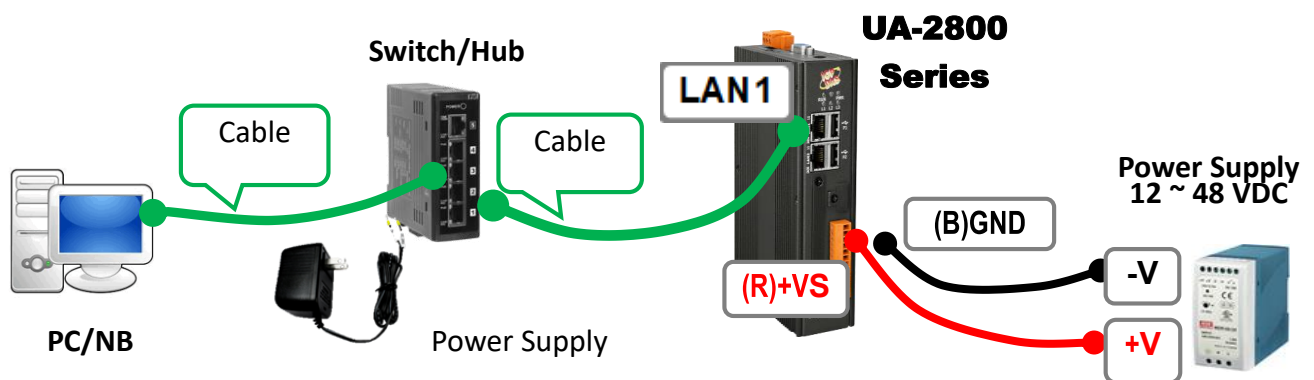 UA-2800
Series
Switch/Hub
LAN1
Cable
Cable
Power Supply
12 ~ 48 VDC
(B)GND
(R)+VS
-V
+V
PC/NB
Power Supply